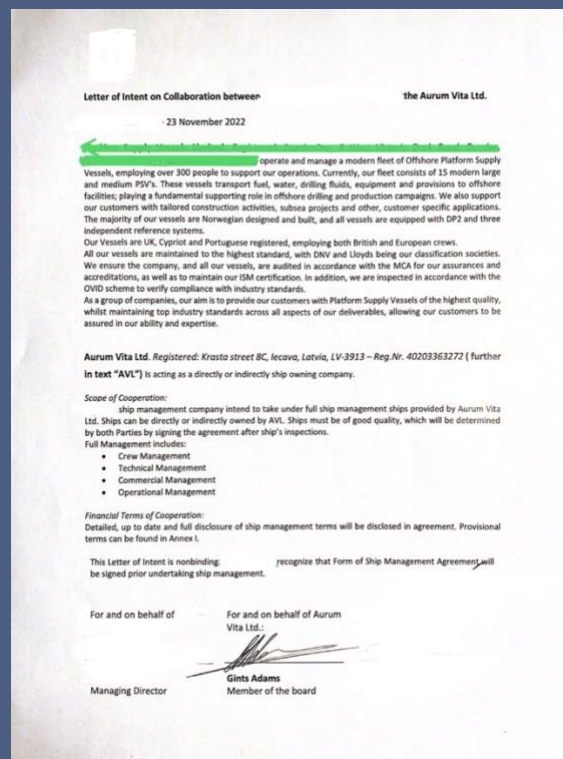 Letter of Intent on Collaboration between the Aurum Vita Ltd.
23 November 2022
operate and manage a modern fleet of Offshore Platform Supply
Vessels, employing over 300 people to support our operations. Currently, our fleet consists of 15 modern large
and medium PSV's. These vessels transport fuel, water, drilling fluids, equipment and provisions to offshore
facilities; playing a fundamental supporting role in offshore drilling and production campaigns. We also support
our customers with tailored construction activities, subsea projects and other, customer specific applications.
The majority of our vessels are Norwegian designed and built, and all vessels are equipped with DP2 and three
independent reference systems.
Our Vessels are UK, Cypriot and Portuguese registered, employing both British and European crews.
All our vessels are maintained to the highest standard, with DNV and Lloyds being our classification societies.
We ensure the company, and all our vessels, are audited in accordance with the MCA for our assurances and
accreditations, as well as to maintain our ISM certification. In addition, we are inspected in accordance with the
OVID scheme to verify compliance with industry standards.
As a group of companies, our aim is to provide our customers with Platform Supply Vessels of the highest quality,
whilst maintaining top industry standards across all aspects of our deliverables, allowing our customers to be
assured in our ability and expertise.
Aurum Vita Ltd. Registered: Krasta street 8C, Iecava, Latvia, LV-3913 – Reg.Nr. 40203363272 ( further
in text "AVL") Is acting as a directly or indirectly ship owning company.
Scope of Cooperation:
ship management company intend to take under full ship management ships provided by Aurum Vita
Ltd. Ships can be directly or indirectly owned by AVL. Ships must be of good quality, which will be determined
by both Parties by signing the agreement after ship's inspections.
Full Management includes:
• Crew Management
• Technical Management
• Commercial Management
• Operational Management
Financial Terms of Cooperation:
Detailed, up to date and full disclosure of ship management terms will be disclosed in agreement. Provisional
terms can be found in Annex I.
This Letter of Intent is nonbinding. recognize that Form of Ship Management Agreement will
be signed prior undertaking ship management.
For and on behalf of For and on behalf of Aurum
Vita Ltd.:
Gints Adams
Managing Director Member of the board